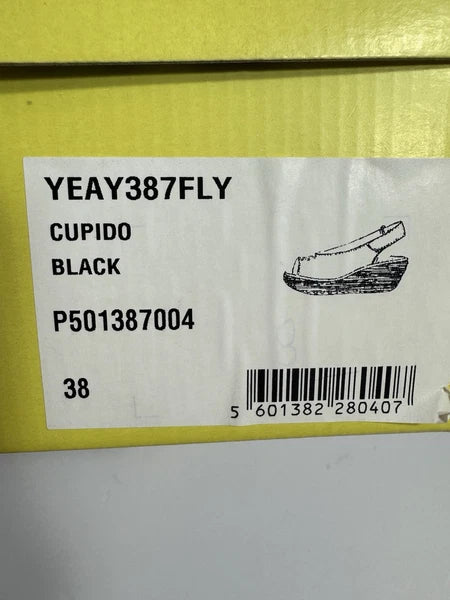 YEAY387FLY
CUPIDO
BLACK
P501387004
38
5 601382 280407